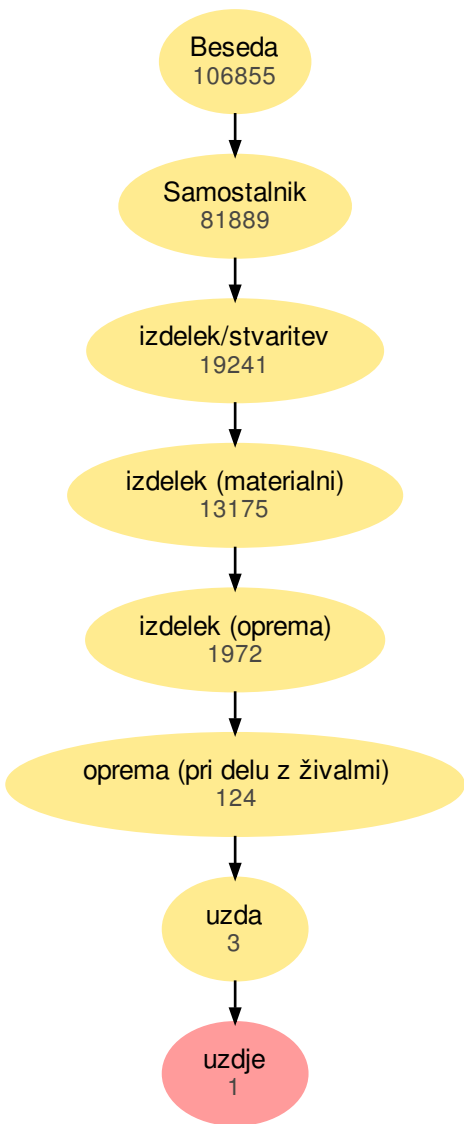 Beseda
106855
Samostalnik
81889
izdelek/stvaritev
19241
izdelek (materialni)
13175
izdelek (oprema)
1972
oprema (pri delu z živalmi)
124
uzda
3
uzdje
1